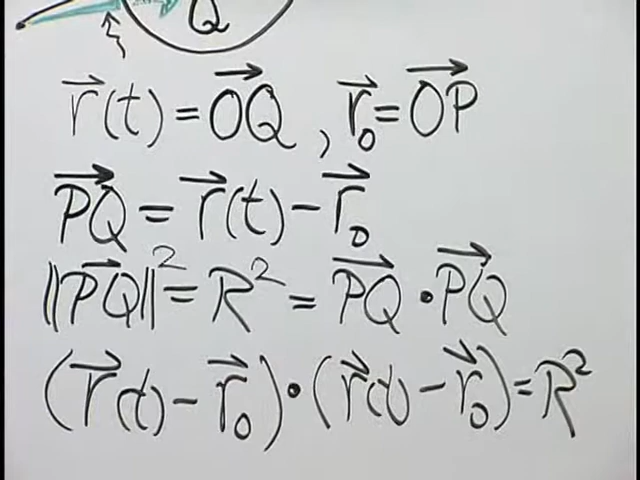 Q
r⃗(t) = OQ⃗ , r⃗₀ = OP⃗
PQ⃗ = r⃗(t) − r⃗₀
‖PQ⃗‖² = R² = PQ⃗ · PQ⃗
(r⃗(t) − r⃗₀) · (r⃗(t) − r⃗₀) = R²